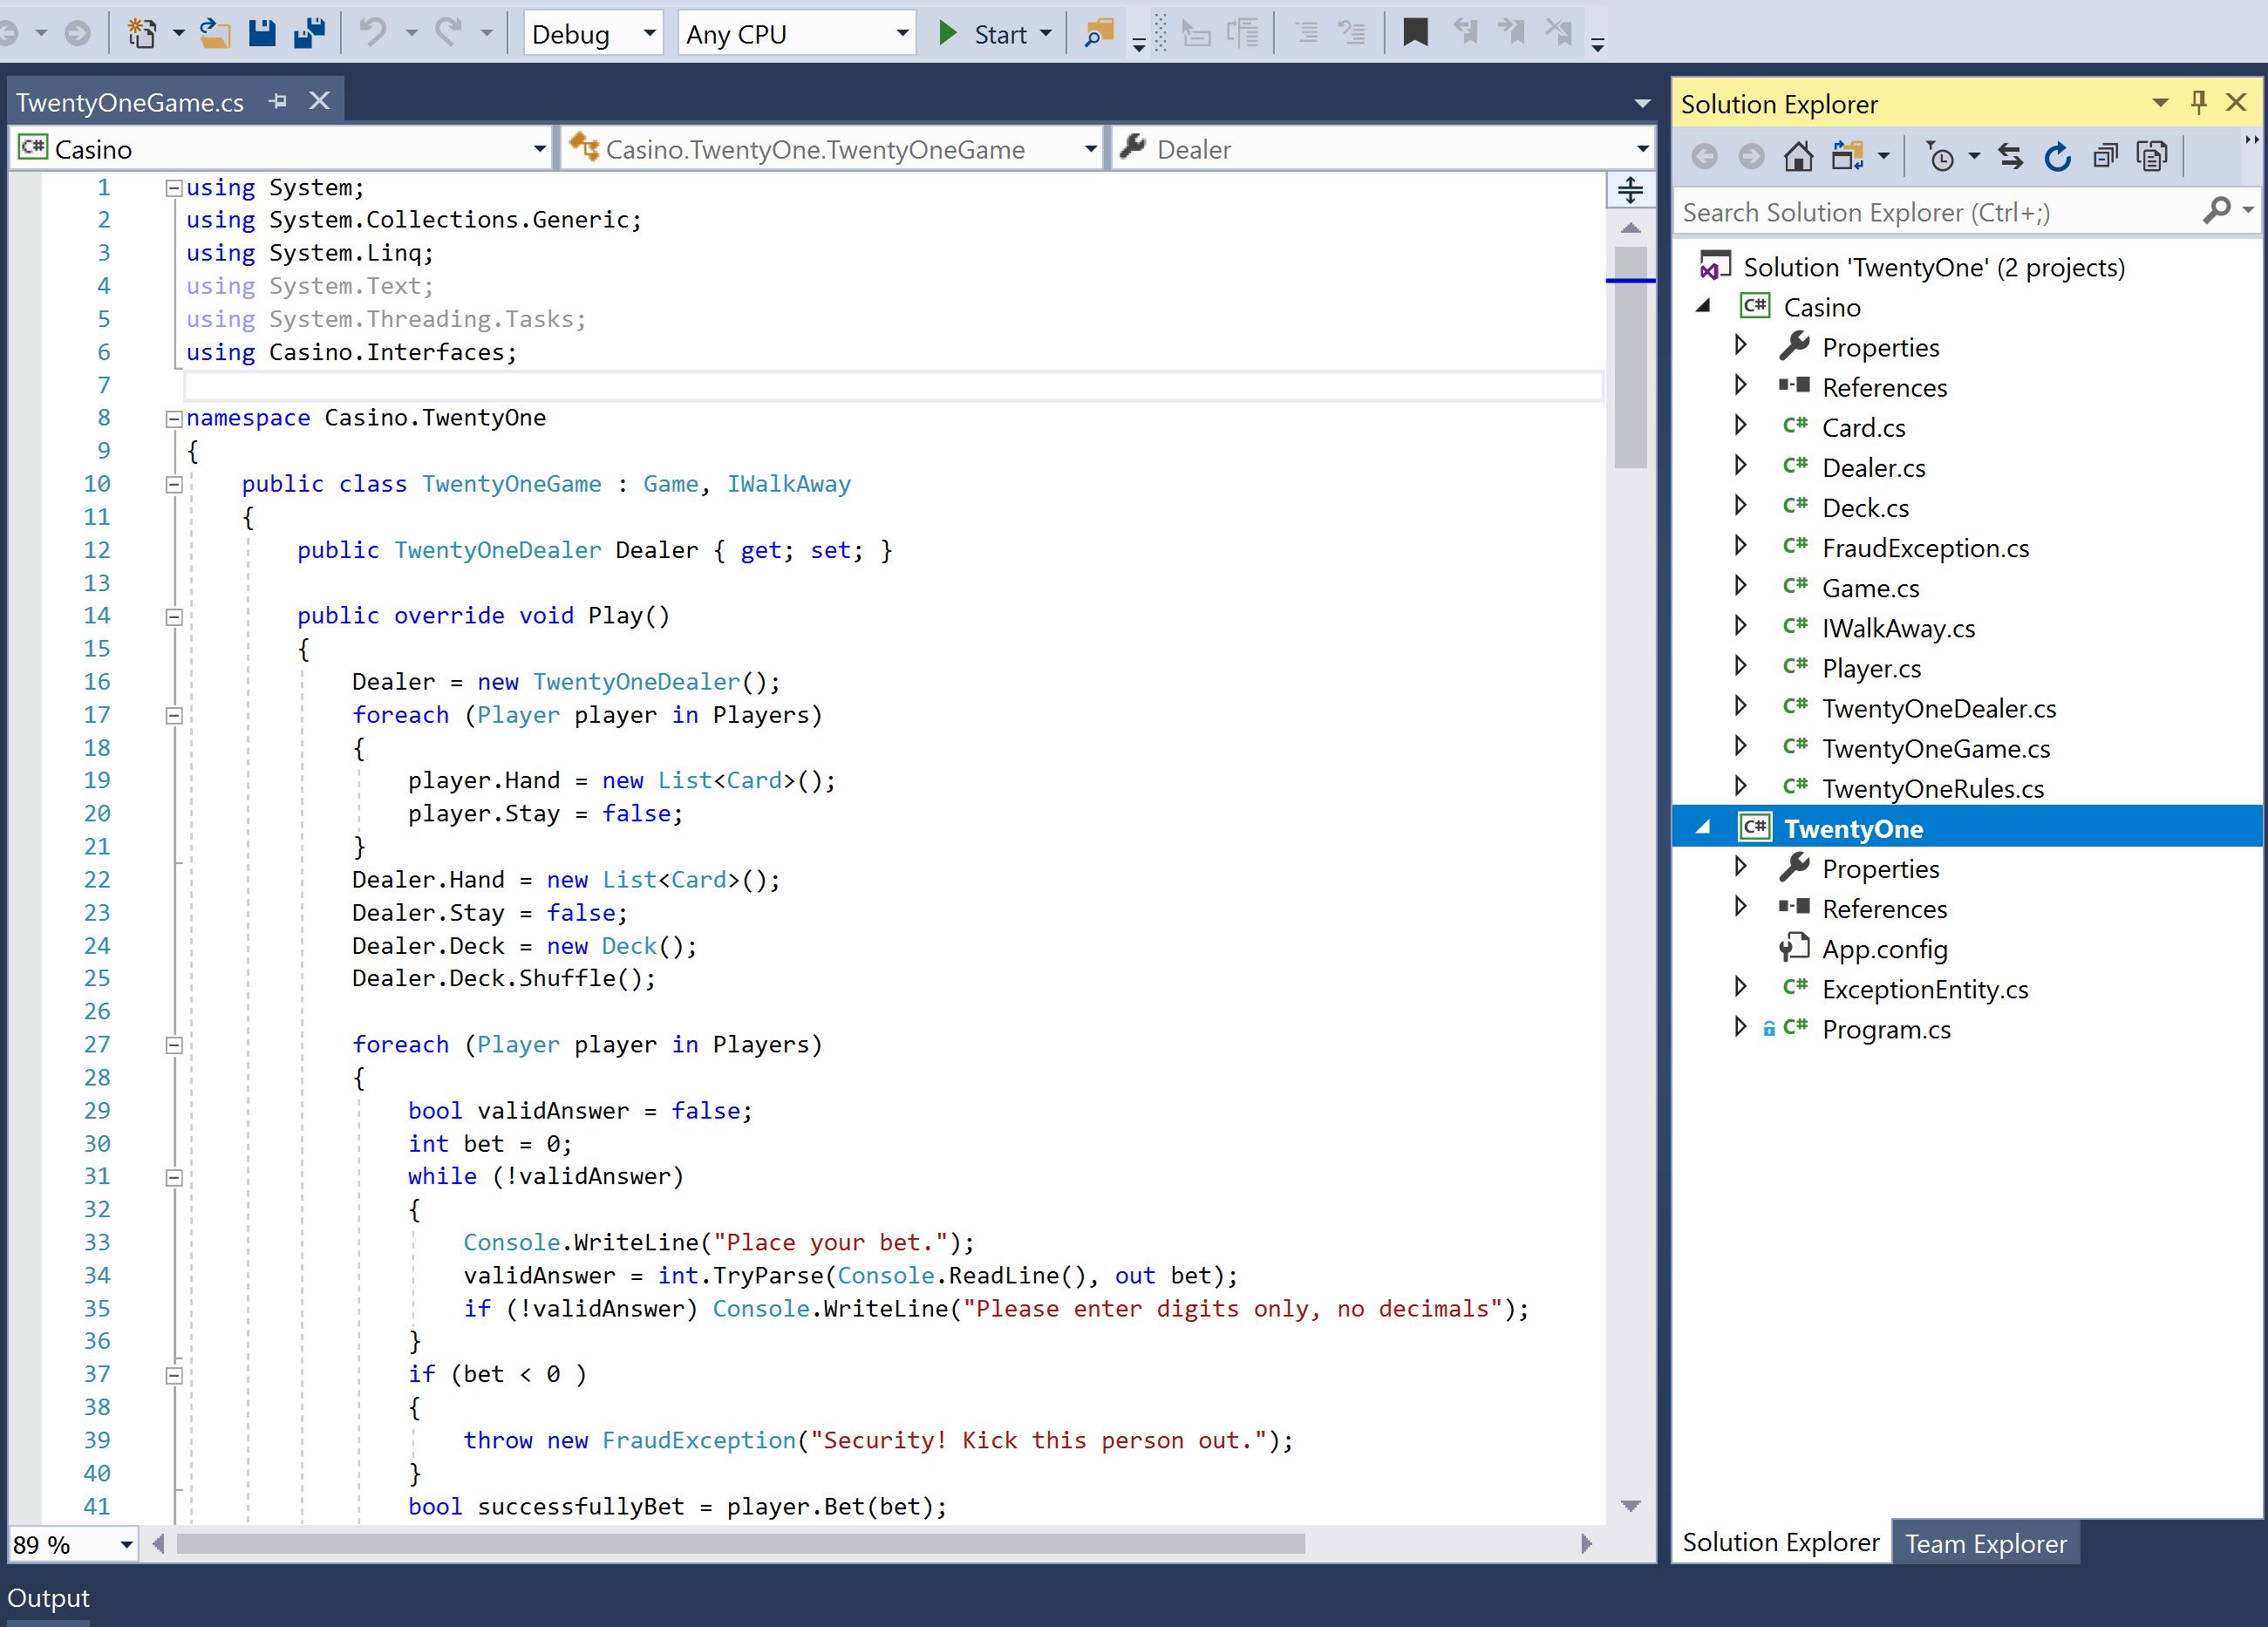 Debug Any CPU Start
TwentyOneGame.cs
C# Casino Casino.TwentyOne.TwentyOneGame Dealer
1 using System;
2 using System.Collections.Generic;
3 using System.Linq;
4 using System.Text;
5 using System.Threading.Tasks;
6 using Casino.Interfaces;
7
8 namespace Casino.TwentyOne
9 {
10 public class TwentyOneGame : Game, IWalkAway
11 {
12 public TwentyOneDealer Dealer { get; set; }
13
14 public override void Play()
15 {
16 Dealer = new TwentyOneDealer();
17 foreach (Player player in Players)
18 {
19 player.Hand = new List<Card>();
20 player.Stay = false;
21 }
22 Dealer.Hand = new List<Card>();
23 Dealer.Stay = false;
24 Dealer.Deck = new Deck();
25 Dealer.Deck.Shuffle();
26
27 foreach (Player player in Players)
28 {
29 bool validAnswer = false;
30 int bet = 0;
31 while (!validAnswer)
32 {
33 Console.WriteLine("Place your bet.");
34 validAnswer = int.TryParse(Console.ReadLine(), out bet);
35 if (!validAnswer) Console.WriteLine("Please enter digits only, no decimals");
36 }
37 if (bet < 0 )
38 {
39 throw new FraudException("Security! Kick this person out.");
40 }
41 bool successfullyBet = player.Bet(bet);
89 %
Output
Solution Explorer
Search Solution Explorer (Ctrl+;)
Solution 'TwentyOne' (2 projects)
C# Casino
Properties
References
C# Card.cs
C# Dealer.cs
C# Deck.cs
C# FraudException.cs
C# Game.cs
C# IWalkAway.cs
C# Player.cs
C# TwentyOneDealer.cs
C# TwentyOneGame.cs
C# TwentyOneRules.cs
C# TwentyOne
Properties
References
App.config
C# ExceptionEntity.cs
C# Program.cs
Solution Explorer Team Explorer